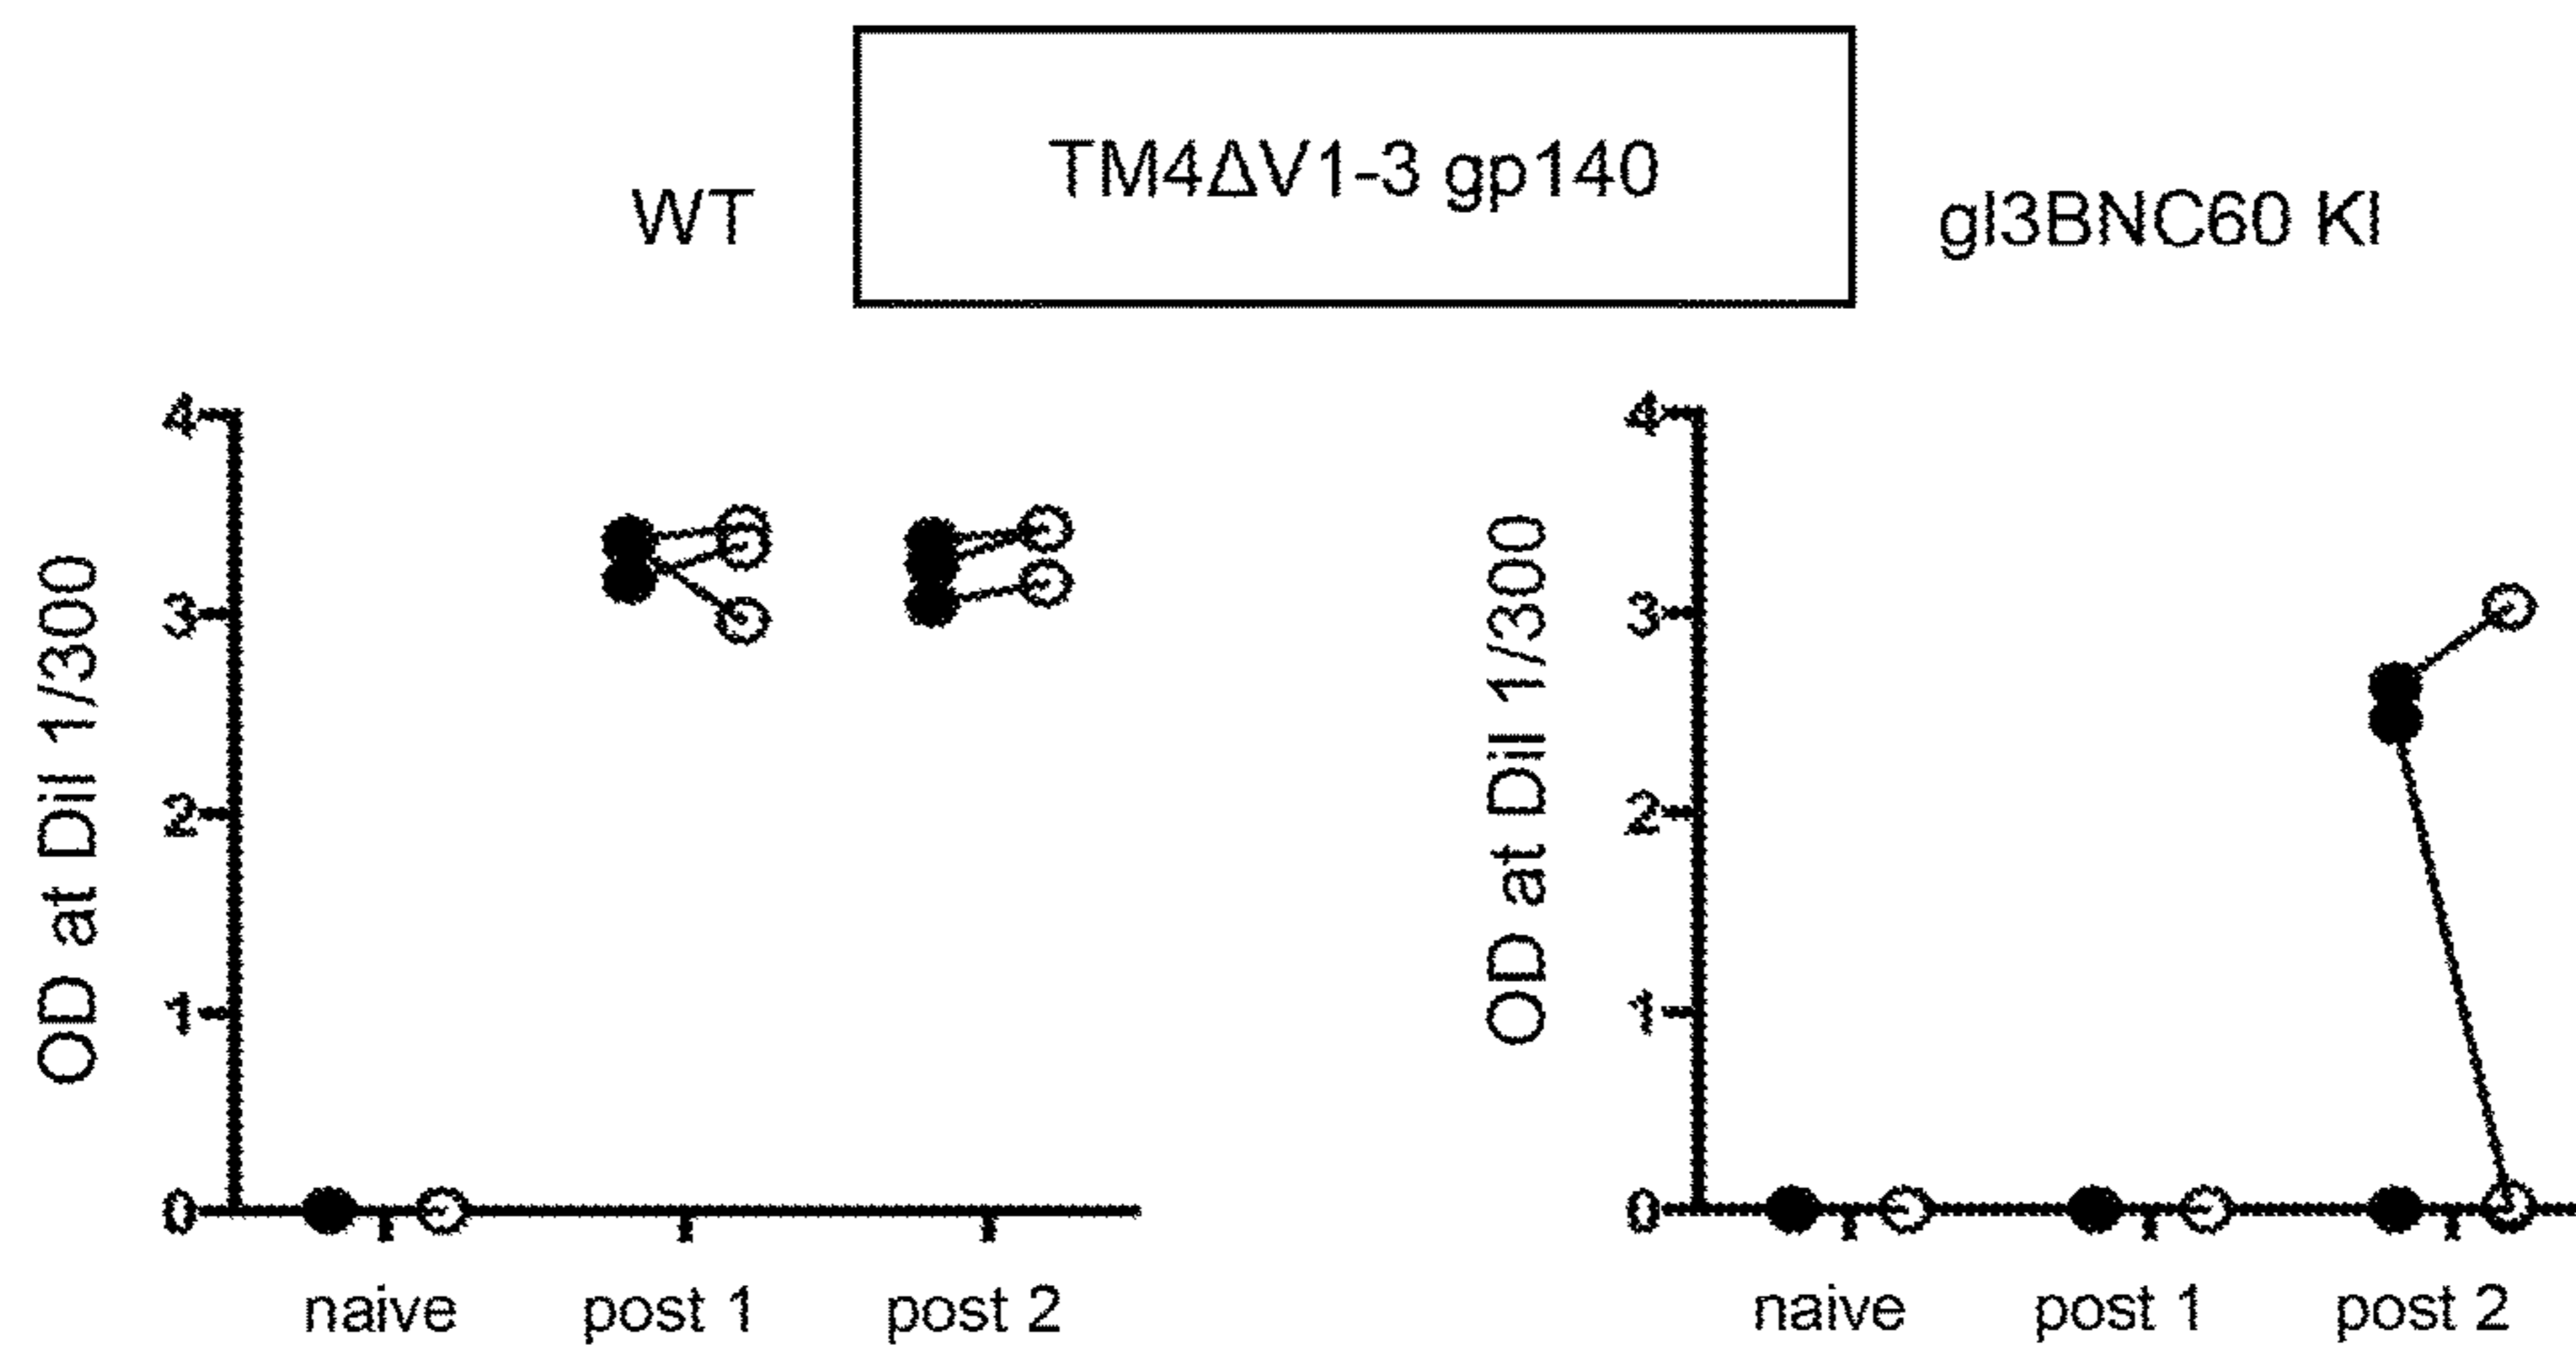 TM4ΔV1-3 gp140
WT
gl3BNC60 KI
OD at Dil 1/300
4
3
2
1
0
naive post 1 post 2
OD at Dil 1/300
4
3
2
1
0
naive post 1 post 2